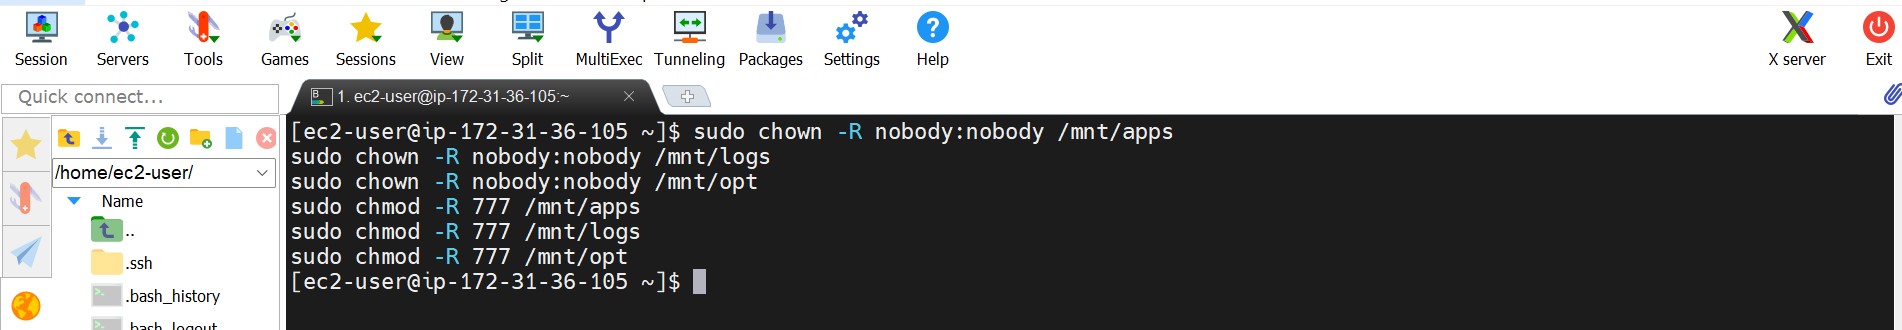 Session
Servers
Tools
Games
Sessions
View
Split
MultiExec
Tunneling
Packages
Settings
Help
X server
Exit
Quick connect...
1. ec2-user@ip-172-31-36-105:~
/home/ec2-user/
Name
..
.ssh
.bash_history
.bash_logout
[ec2-user@ip-172-31-36-105 ~]$ sudo chown -R nobody:nobody /mnt/apps
sudo chown -R nobody:nobody /mnt/logs
sudo chown -R nobody:nobody /mnt/opt
sudo chmod -R 777 /mnt/apps
sudo chmod -R 777 /mnt/logs
sudo chmod -R 777 /mnt/opt
[ec2-user@ip-172-31-36-105 ~]$